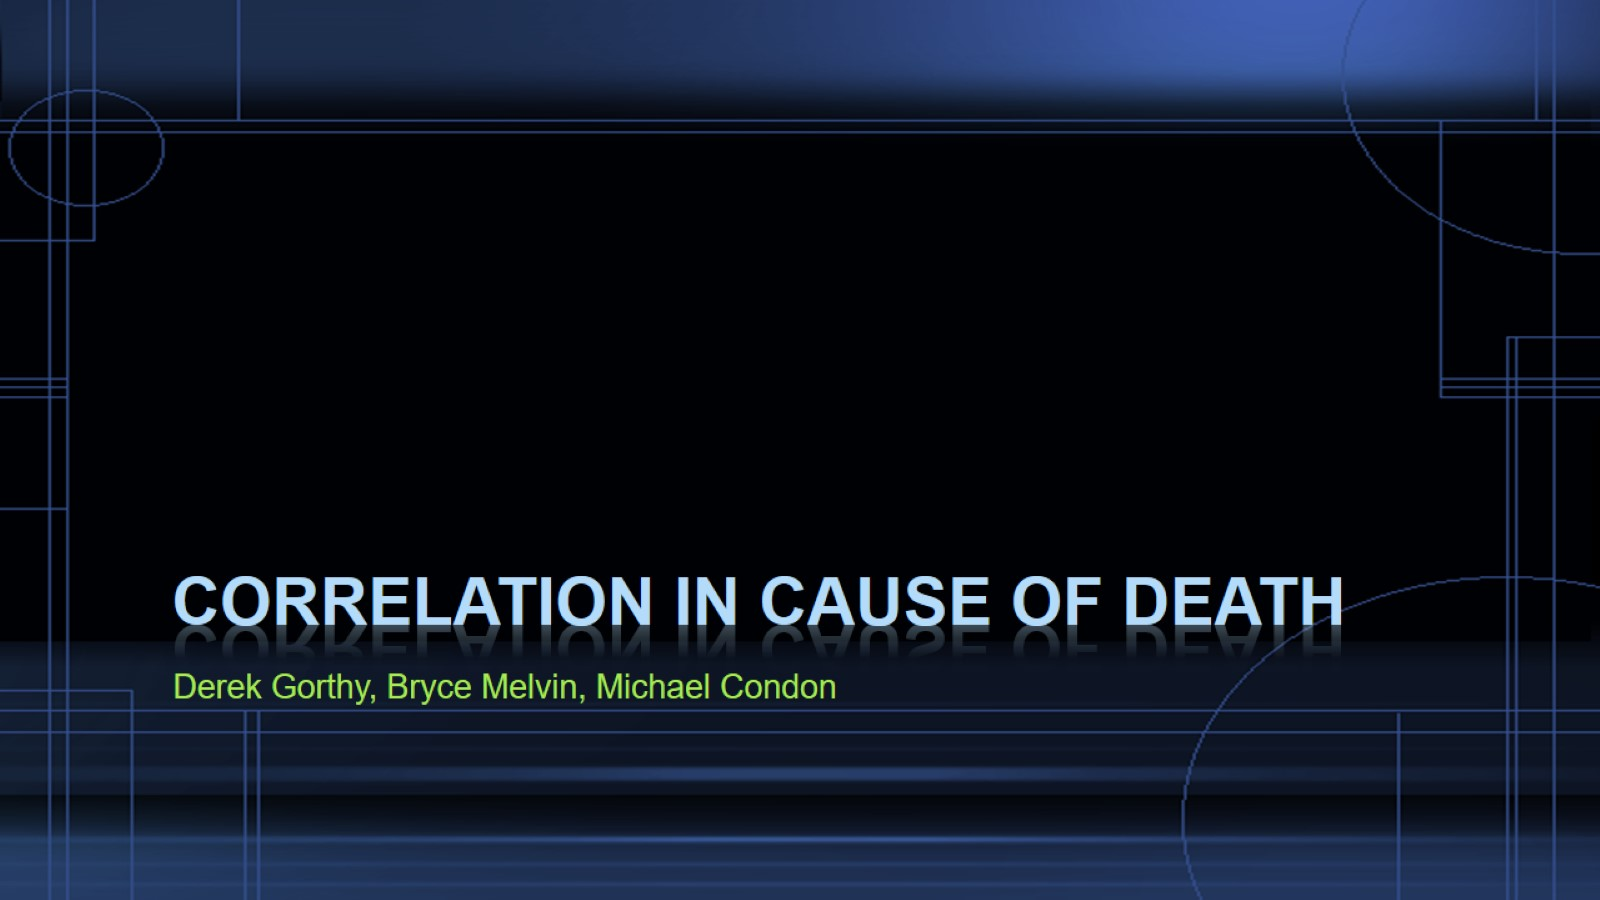 CORRELATION IN CAUSE OF DEATH
Derek Gorthy, Bryce Melvin, Michael Condon